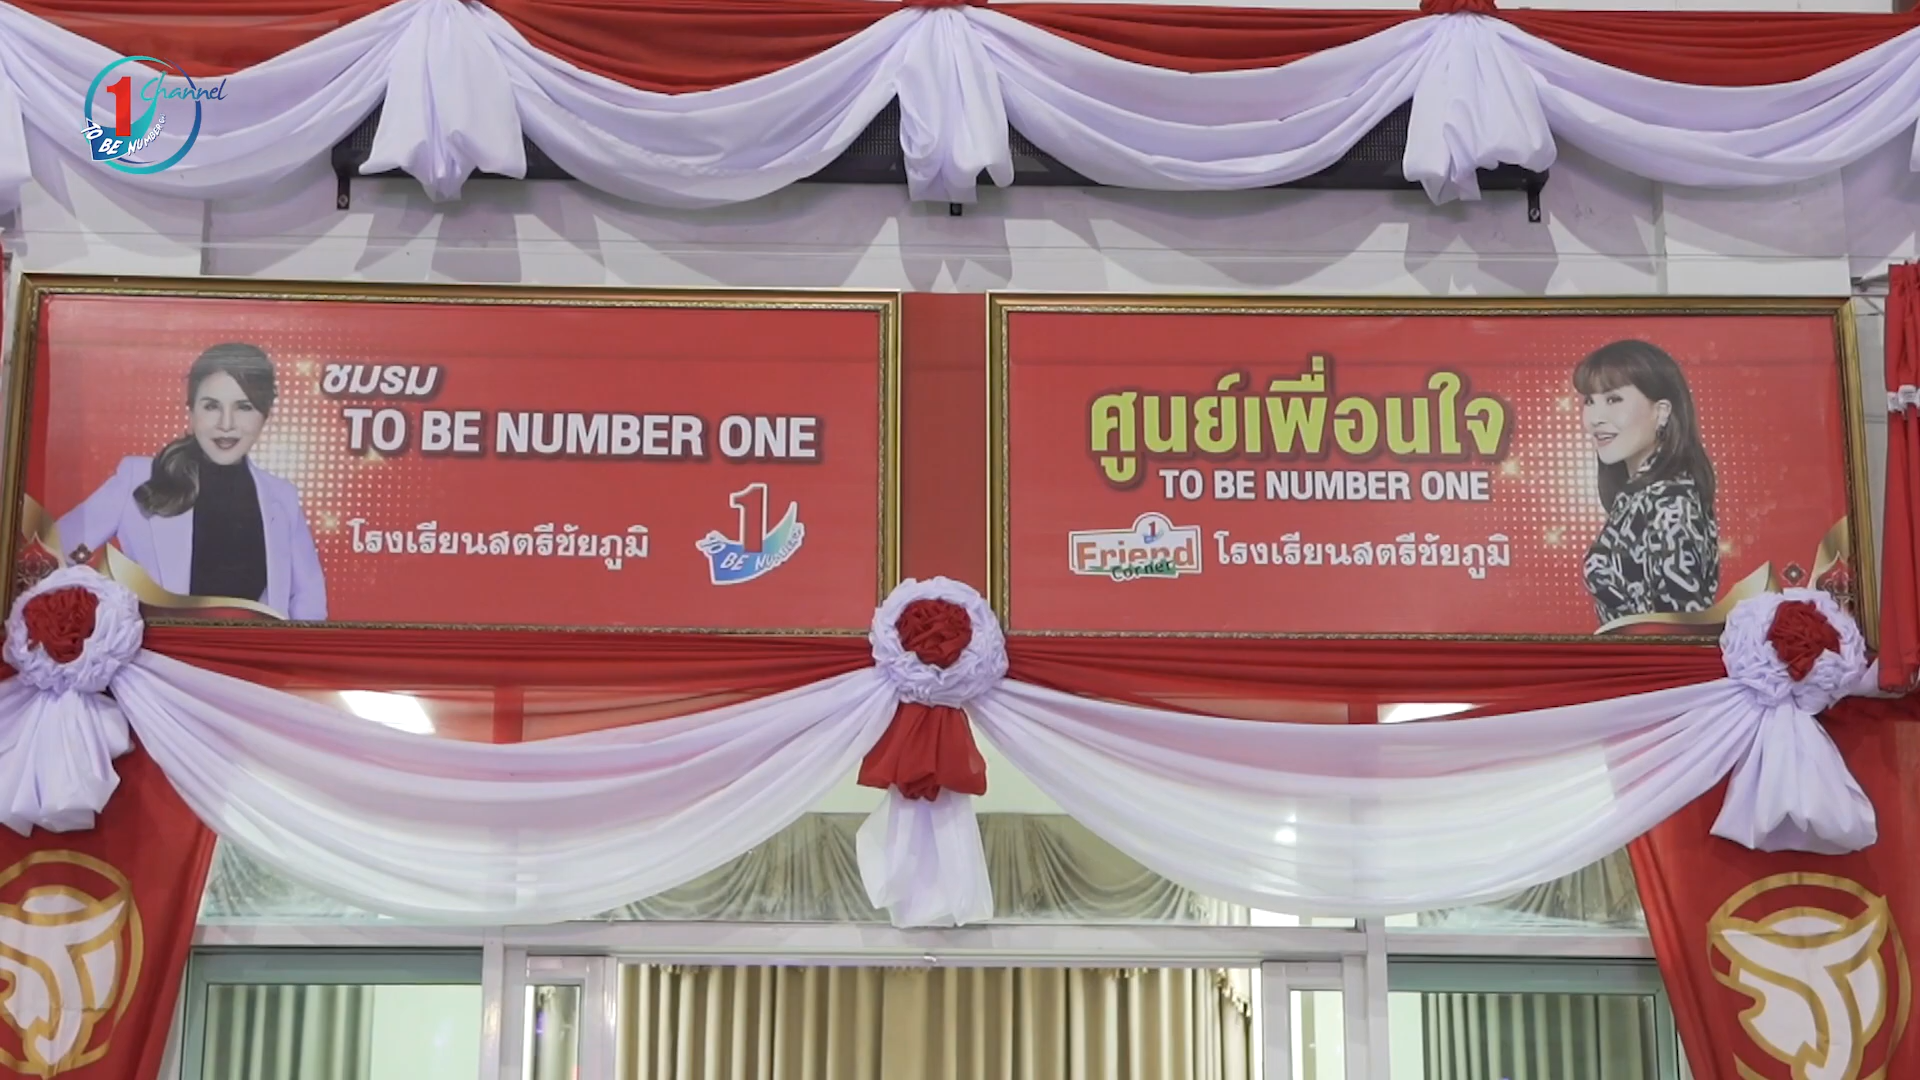 1 Channel
TO BE NUMBER
ชมรม
TO BE NUMBER ONE
โรงเรียนสตรีชัยภูมิ
1
TO BE NUMBER
ศูนย์เพื่อนใจ
TO BE NUMBER ONE
1
Friend
Corner
โรงเรียนสตรีชัยภูมิ